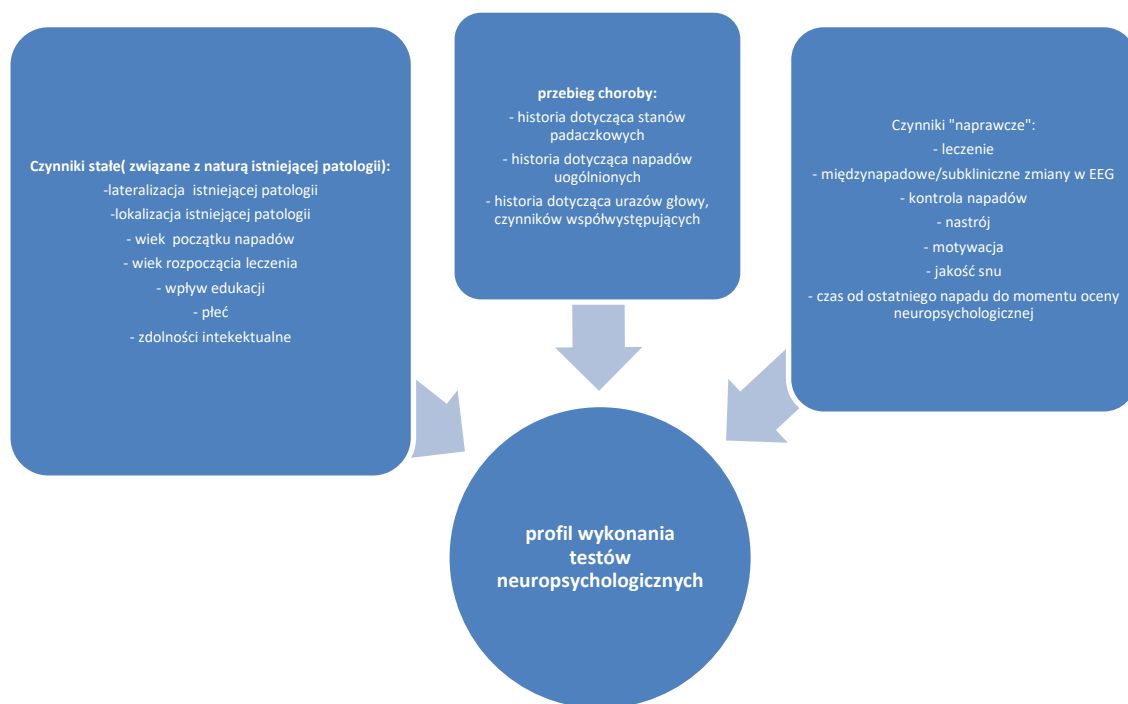 Czynniki stałe( związane z naturą istniejącej patologii):
-lateralizacja istniejącej patologii
-lokalizacja istniejącej patologii
- wiek początku napadów
- wiek rozpoczącia leczenia
- wpływ edukacji
- płeć
- zdolności intekektualne
przebieg choroby:
- historia dotycząca stanów
padaczkowych
- historia dotycząca napadów
uogólnionych
- historia dotycząca urazów głowy,
czynników współwystępujących
Czynniki "naprawcze":
- leczenie
- międzynapadowe/subkliniczne zmiany w EEG
- kontrola napadów
- nastrój
- motywacja
- jakość snu
- czas od ostatniego napadu do momentu oceny
neuropsychologicznej
profil wykonania
testów
neuropsychologicznych